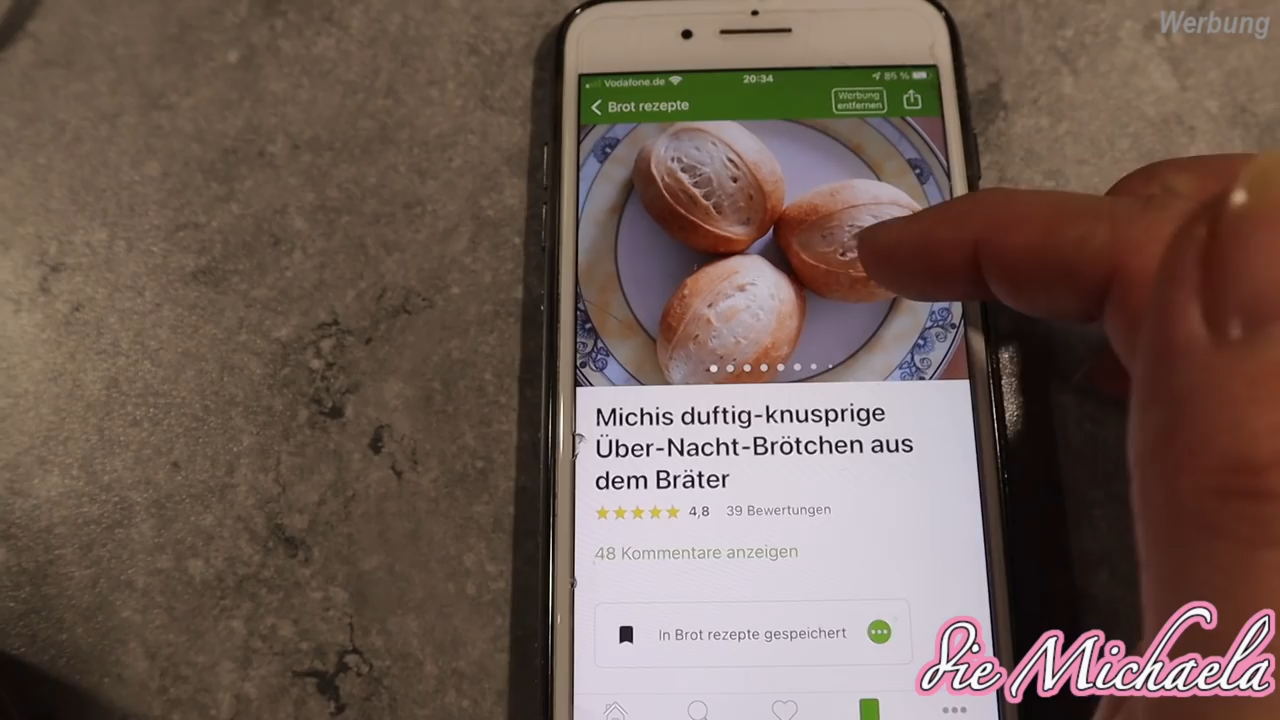 Werbung
Vodafone.de
20:34
85 %
Brot rezepte
Werbung
entfernen
Michis duftig-knusprige
Über-Nacht-Brötchen aus
dem Bräter
4,8 39 Bewertungen
48 Kommentare anzeigen
In Brot rezepte gespeichert
die Michaela